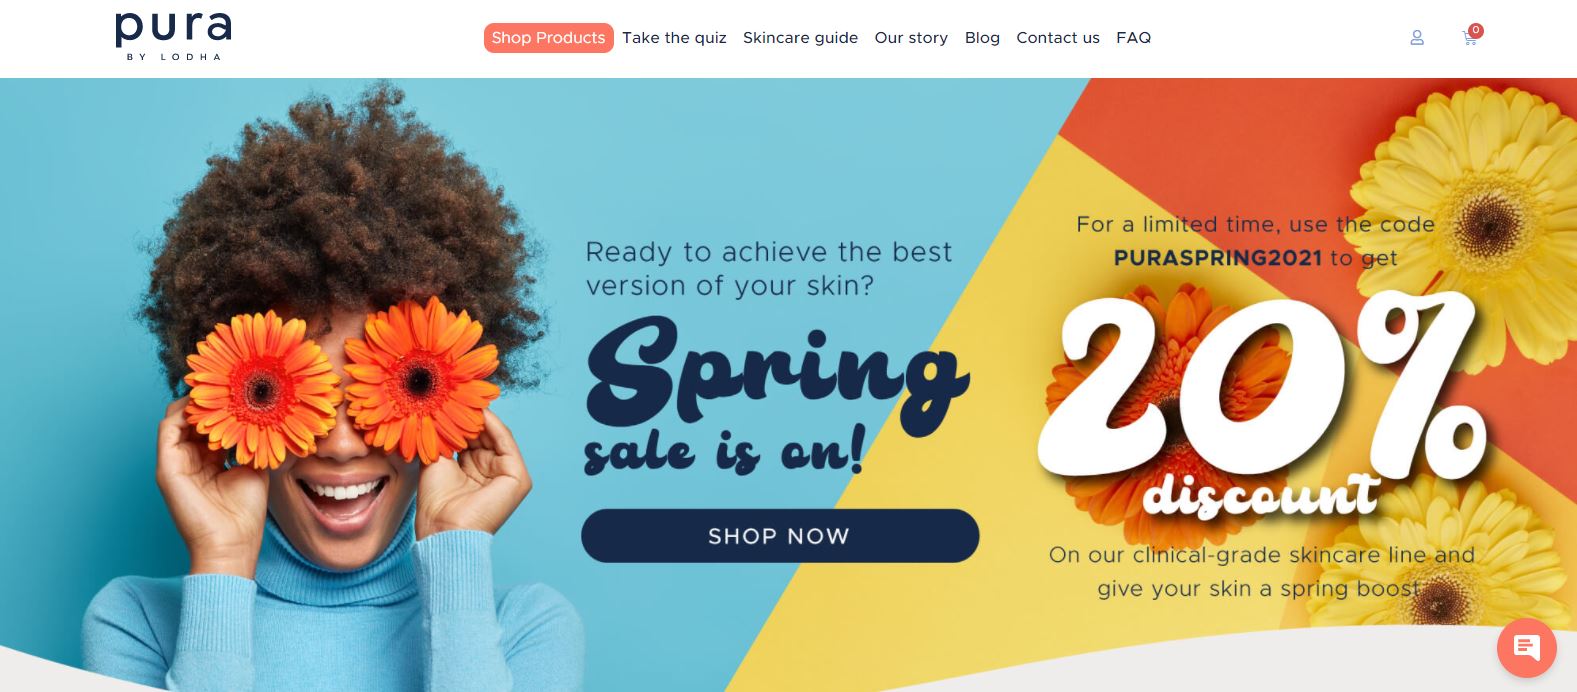 pura
BY LODHA
Shop Products Take the quiz Skincare guide Our story Blog Contact us FAQ
0
Ready to achieve the best
version of your skin?
Spring
sale is on!
SHOP NOW
For a limited time, use the code
PURASPRING2021 to get
20%
discount
On our clinical-grade skincare line and
give your skin a spring boost